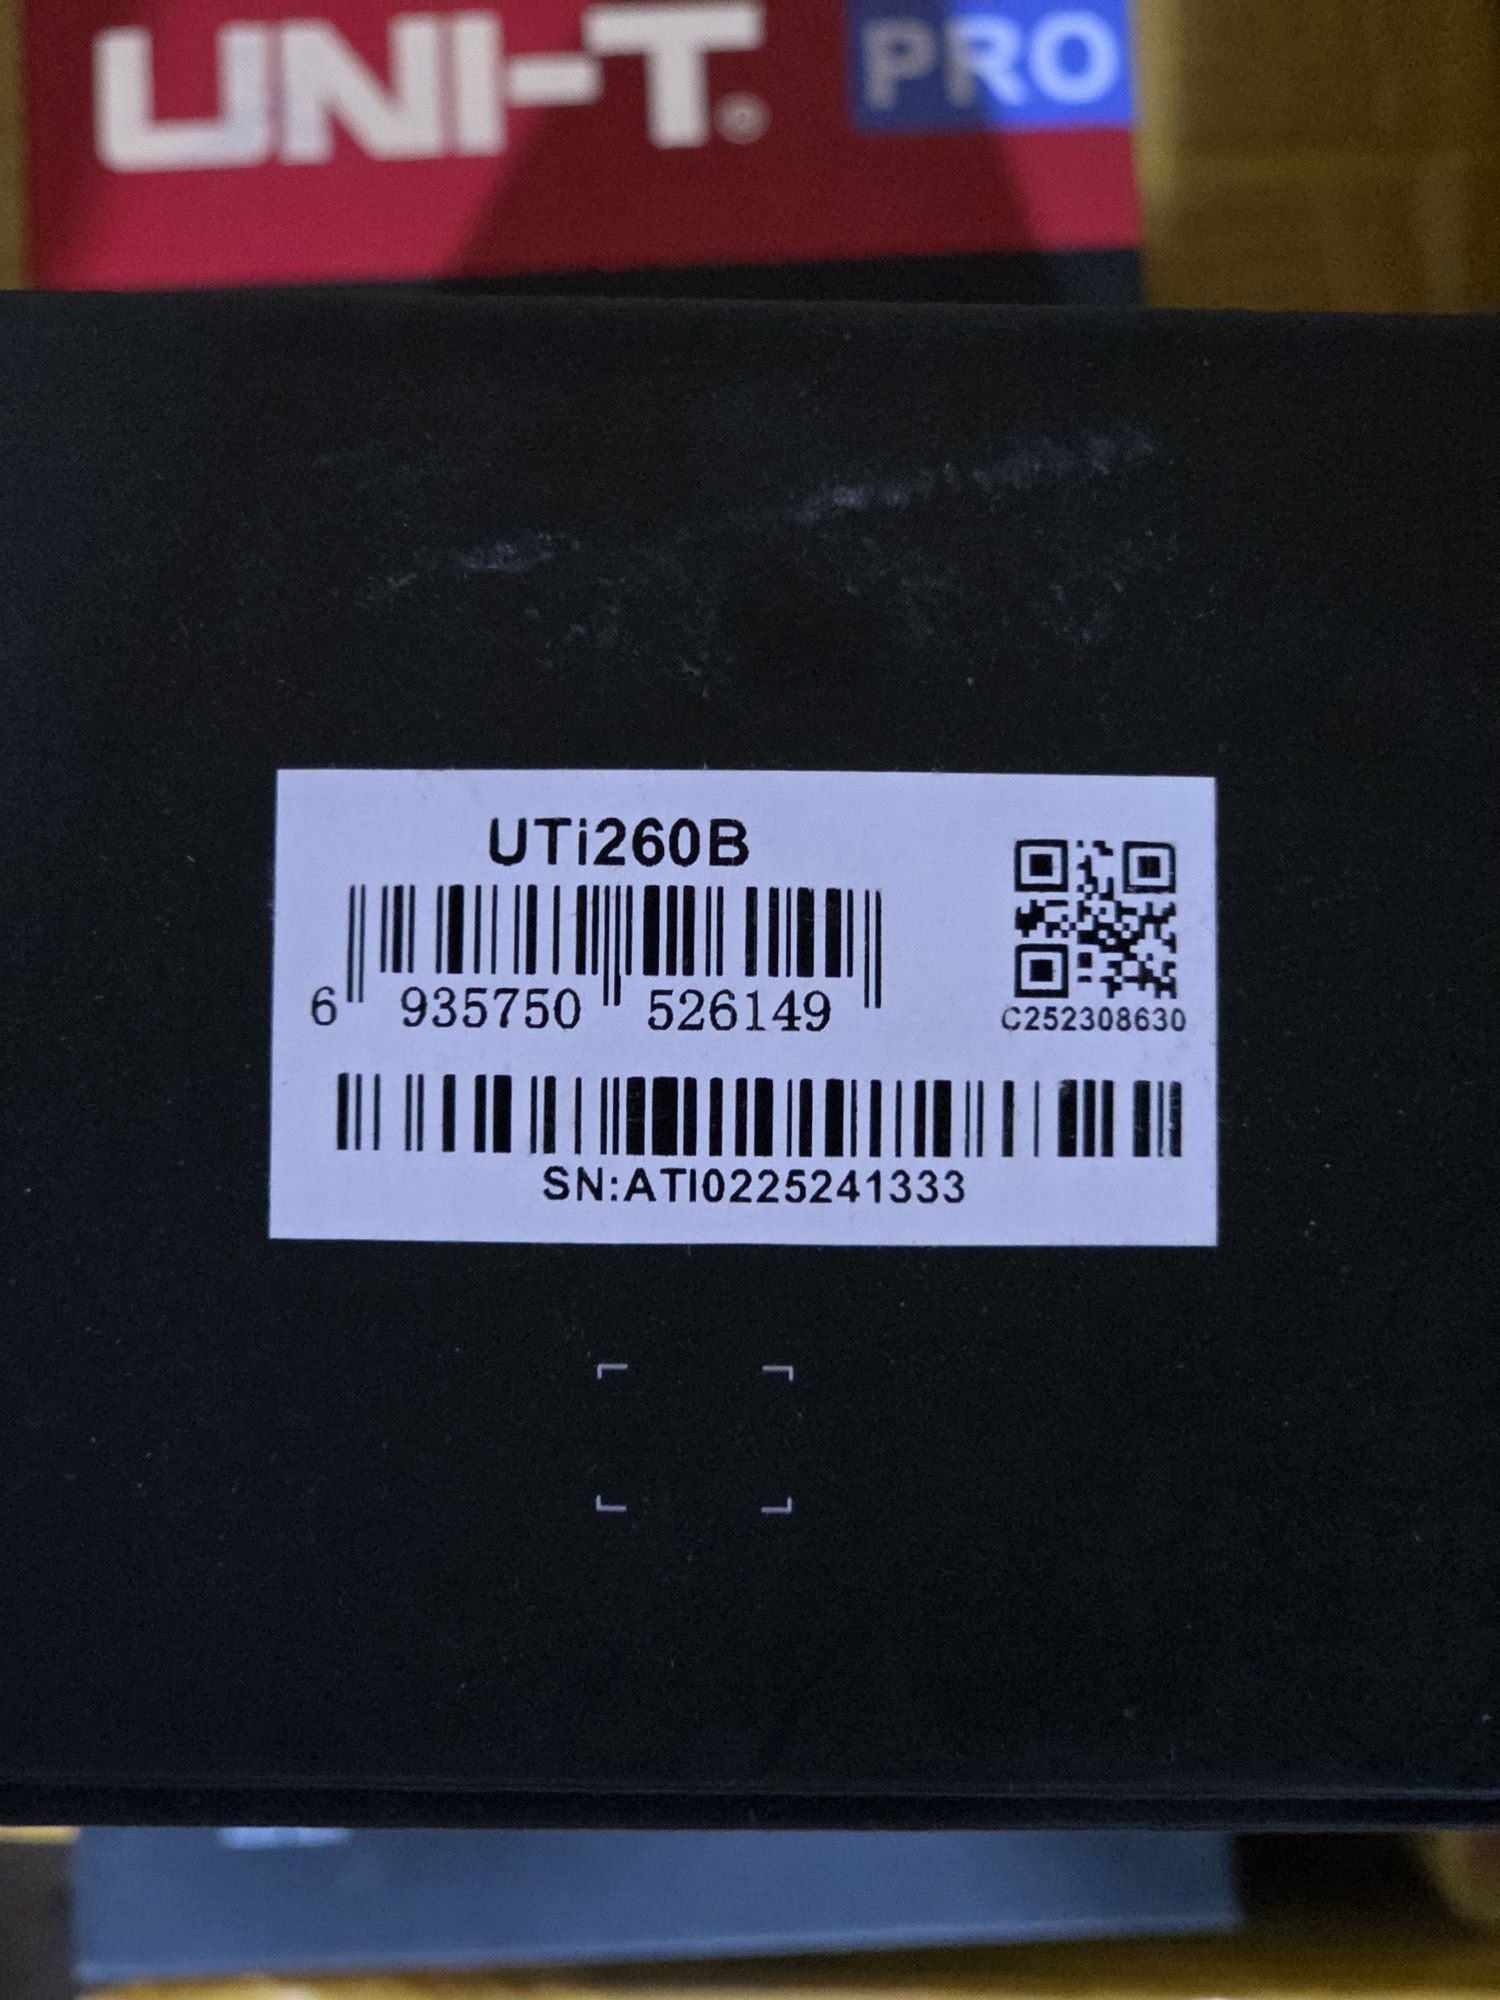 UNI-T®
PRO
UTi260B
6 935750 526149
C252308630
SN:ATI0225241333